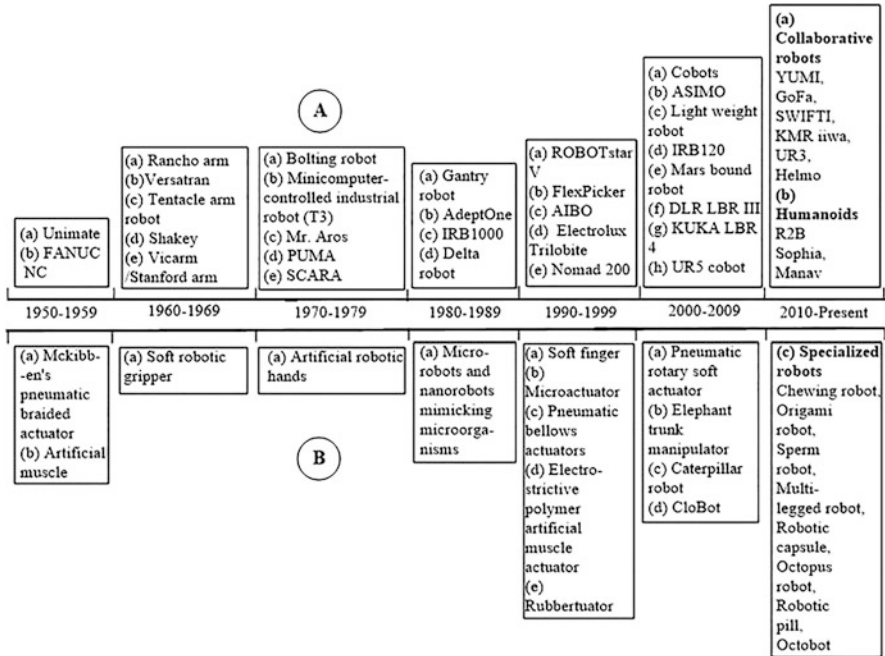 A
(a) Unimate
(b) FANUC
NC
(a) Rancho arm
(b)Versatran
(c) Tentacle arm
robot
(d) Shakey
(e) Vicarm
/Stanford arm
(a) Bolting robot
(b) Minicomputer-
controlled industrial
robot (T3)
(c) Mr. Aros
(d) PUMA
(e) SCARA
(a) Gantry
robot
(b) AdeptOne
(c) IRB1000
(d) Delta
robot
(a) ROBOTstar
V
(b) FlexPicker
(c) AIBO
(d) Electrolux
Trilobite
(e) Nomad 200
(a) Cobots
(b) ASIMO
(c) Light weight
robot
(d) IRB120
(e) Mars bound
robot
(f) DLR LBR III
(g) KUKA LBR
4
(h) UR5 cobot
(a)
Collaborative
robots
YUMI,
GoFa,
SWIFTI,
KMR iiwa,
UR3,
Helmo
(b)
Humanoids
R2B
Sophia,
Manav
1950-1959
1960-1969
1970-1979
1980-1989
1990-1999
2000-2009
2010-Present
(a) Mckibb-
-en's
pneumatic
braided
actuator
(b) Artificial
muscle
(a) Soft robotic
gripper
(a) Artificial robotic
hands
B
(a) Micro-
robots and
nanorobots
mimicking
microorga-
nisms
(a) Soft finger
(b)
Microactuator
(c) Pneumatic
bellows
actuators
(d) Electro-
strictive
polymer
artificial
muscle
actuator
(e)
Rubbertuator
(a) Pneumatic
rotary soft
actuator
(b) Elephant
trunk
manipulator
(c) Caterpillar
robot
(d) CloBot
(c) Specialized
robots
Chewing robot,
Origami
robot,
Sperm
robot,
Multi-
legged robot,
Robotic
capsule,
Octopus
robot,
Robotic
pill,
Octobot